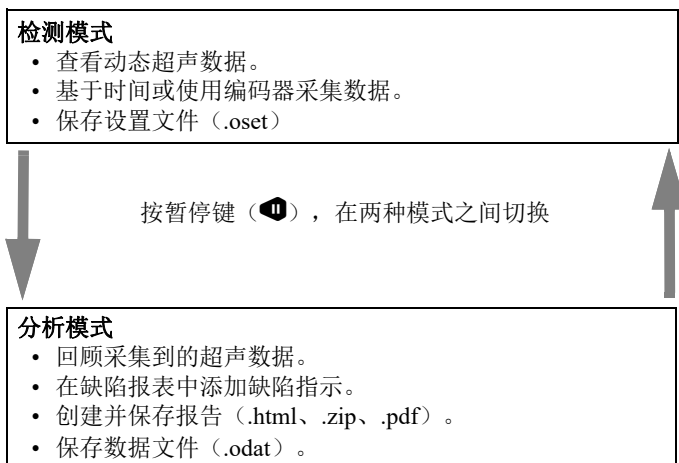 检测模式
• 查看动态超声数据。
• 基于时间或使用编码器采集数据。
• 保存设置文件（.oset）
按暂停键（），在两种模式之间切换
分析模式
• 回顾采集到的超声数据。
• 在缺陷报表中添加缺陷指示。
• 创建并保存报告（.html、.zip、.pdf）。
• 保存数据文件（.odat）。